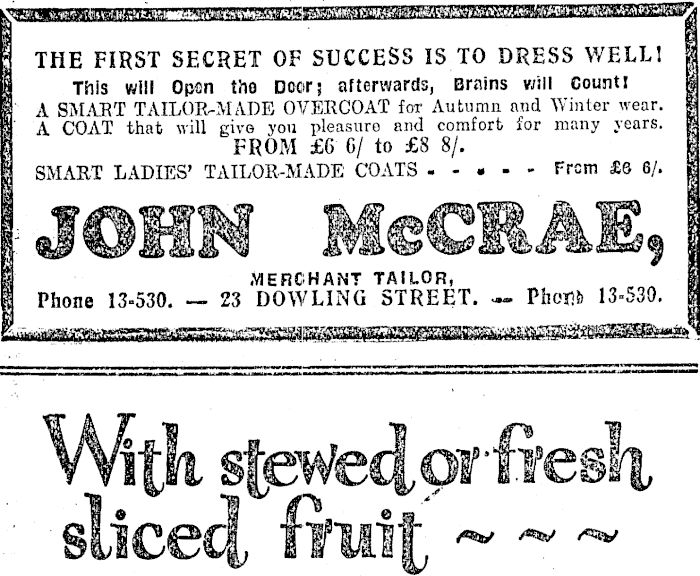 THE FIRST SECRET OF SUCCESS IS TO DRESS WELL!
This will Open the Door; afterwards, Brains will Count!
A SMART TAILOR-MADE OVERCOAT for Autumn and Winter wear.
A COAT that will give you pleasure and comfort for many years.
FROM £6 6/ to £8 8/.
SMART LADIES' TAILOR-MADE COATS - - - - - From £6 6/.
JOHN McCRAE,
MERCHANT TAILOR,
Phone 13-530. — 23 DOWLING STREET. — Phone 13-530.
With stewed or fresh
sliced fruit ~ ~ ~